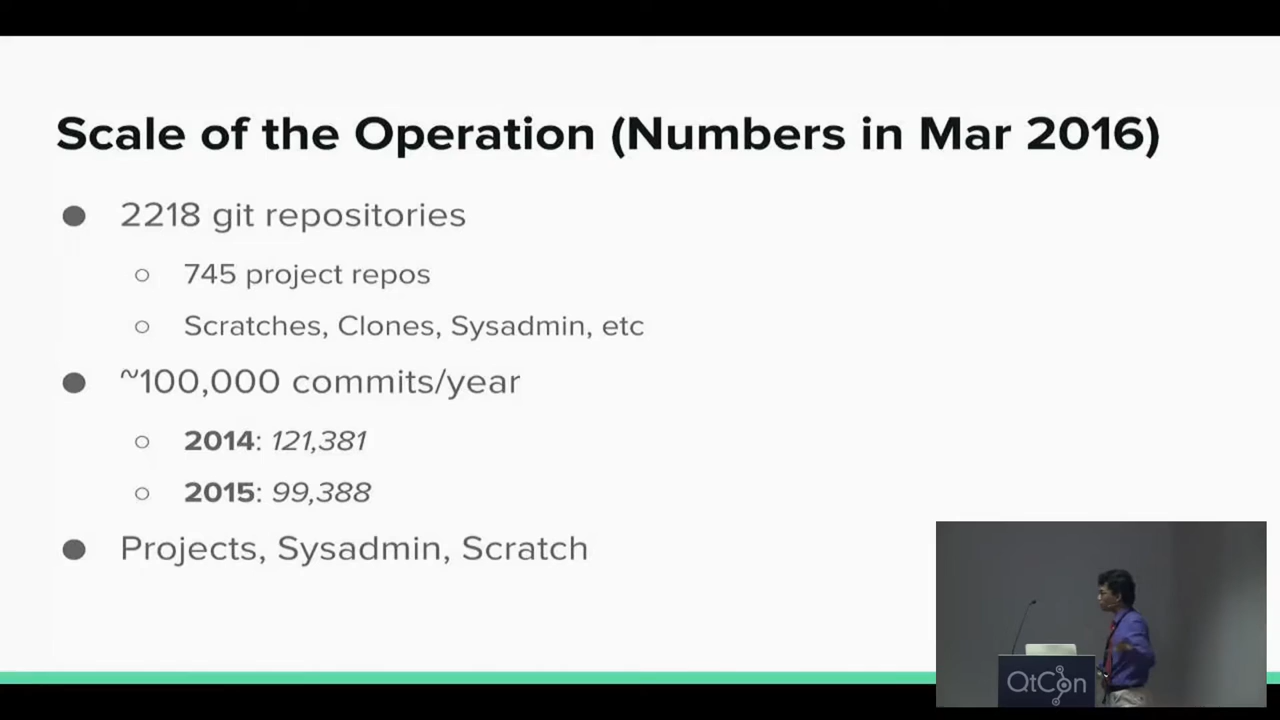 Scale of the Operation (Numbers in Mar 2016)
● 2218 git repositories
○ 745 project repos
○ Scratches, Clones, Sysadmin, etc
● ~100,000 commits/year
○ 2014: 121,381
○ 2015: 99,388
● Projects, Sysadmin, Scratch
QtCon